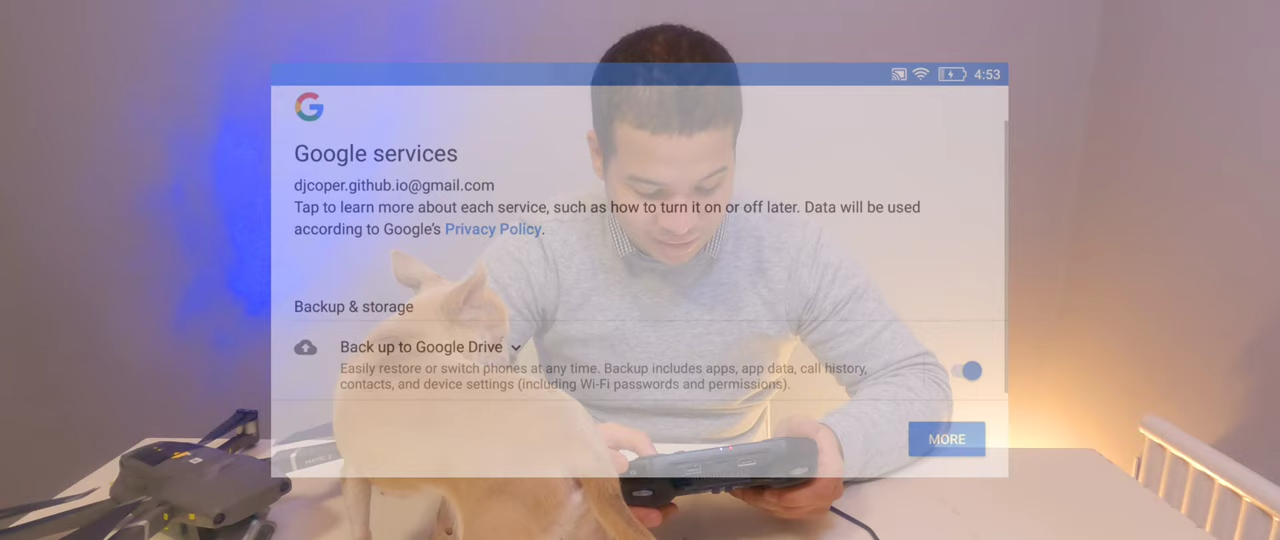 4:53
Google services
djcoper.github.io@gmail.com
Tap to learn more about each service, such as how to turn it on or off later. Data will be used
according to Google's Privacy Policy.
Backup & storage
Back up to Google Drive
Easily restore or switch phones at any time. Backup includes apps, app data, call history,
contacts, and device settings (including Wi-Fi passwords and permissions).
MORE